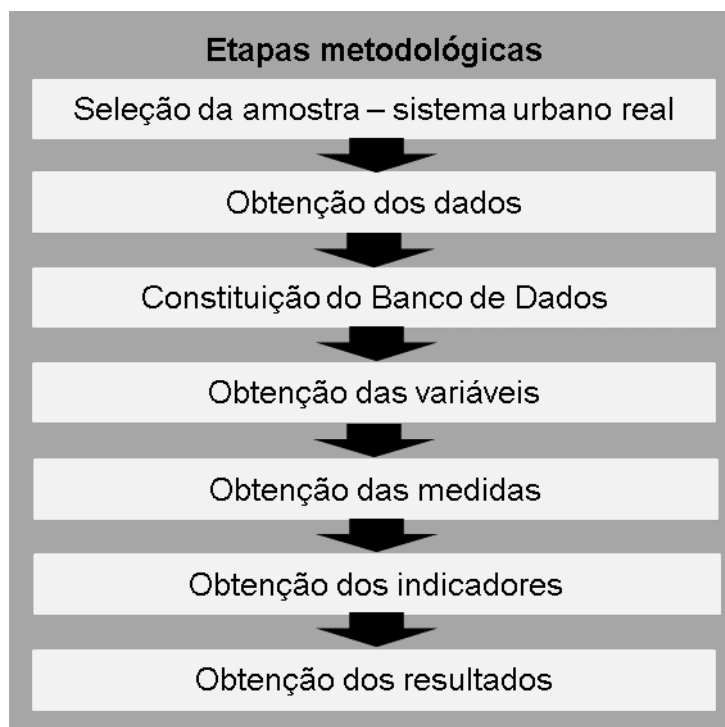 Etapas metodológicas
Seleção da amostra – sistema urbano real
Obtenção dos dados
Constituição do Banco de Dados
Obtenção das variáveis
Obtenção das medidas
Obtenção dos indicadores
Obtenção dos resultados